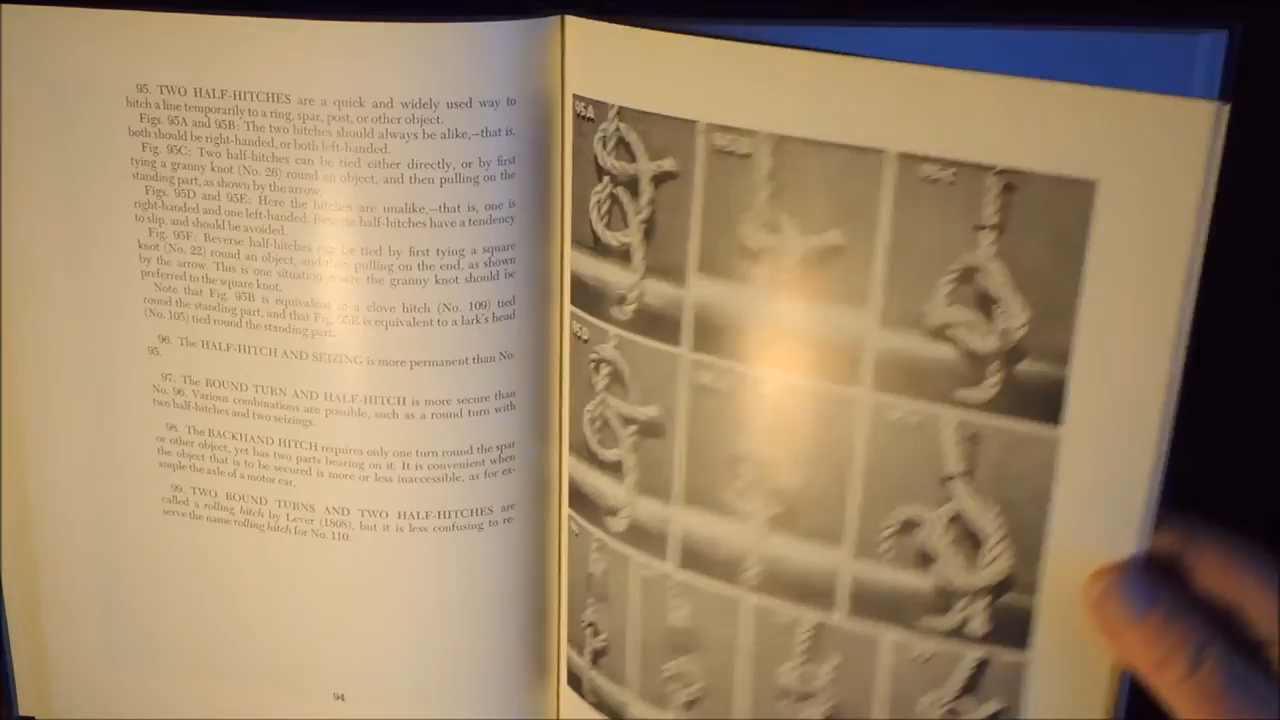 95. TWO HALF-HITCHES are a quick and widely used way to
hitch a line temporarily to a ring, spar, post, or other object.
Figs. 95A and 95B: The two hitches should always be alike,—that is,
both should be right-handed, or both left-handed.
Fig. 95C: Two half-hitches can be tied either directly, or by first
tying a granny knot (No. 26) round an object, and then pulling on the
standing part, as shown by the arrow.
Figs. 95D and 95E: Here the hitches are unalike,—that is, one is
right-handed and one left-handed. Reverse half-hitches have a tendency
to slip, and should be avoided.
Fig. 95F: Reverse half-hitches can be tied by first tying a square
knot (No. 22) round an object, and then pulling on the end, as shown
by the arrow. This is one situation where the granny knot should be
preferred to the square knot.
Note that Fig. 95B is equivalent to a clove hitch (No. 109) tied
round the standing part, and that Fig. 95E is equivalent to a lark's head
(No. 105) tied round the standing part.
96. The HALF-HITCH AND SEIZING is more permanent than No.
95.
97. The ROUND TURN AND HALF-HITCH is more secure than
No. 96. Various combinations are possible, such as a round turn with
two half-hitches and two seizings.
98. The BACKHAND HITCH requires only one turn round the spar
or other object, yet has two parts bearing on it. It is convenient when
the object that is to be secured is more or less inaccessible, as for ex-
ample the axle of a motor car.
99. TWO ROUND TURNS AND TWO HALF-HITCHES are
called a rolling hitch by Lever (1808), but it is less confusing to re-
serve the name rolling hitch for No. 110.
94
95A
95D